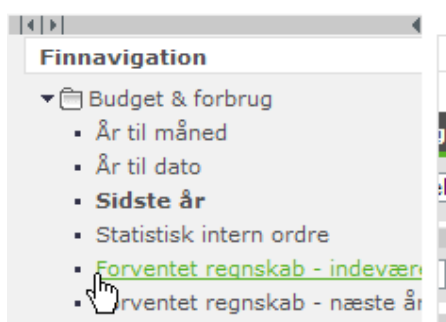 Finnavigation
Budget & forbrug
År til måned
År til dato
Sidste år
Statistisk intern ordre
Forventet regnskab - indevær
regnskab - næste år